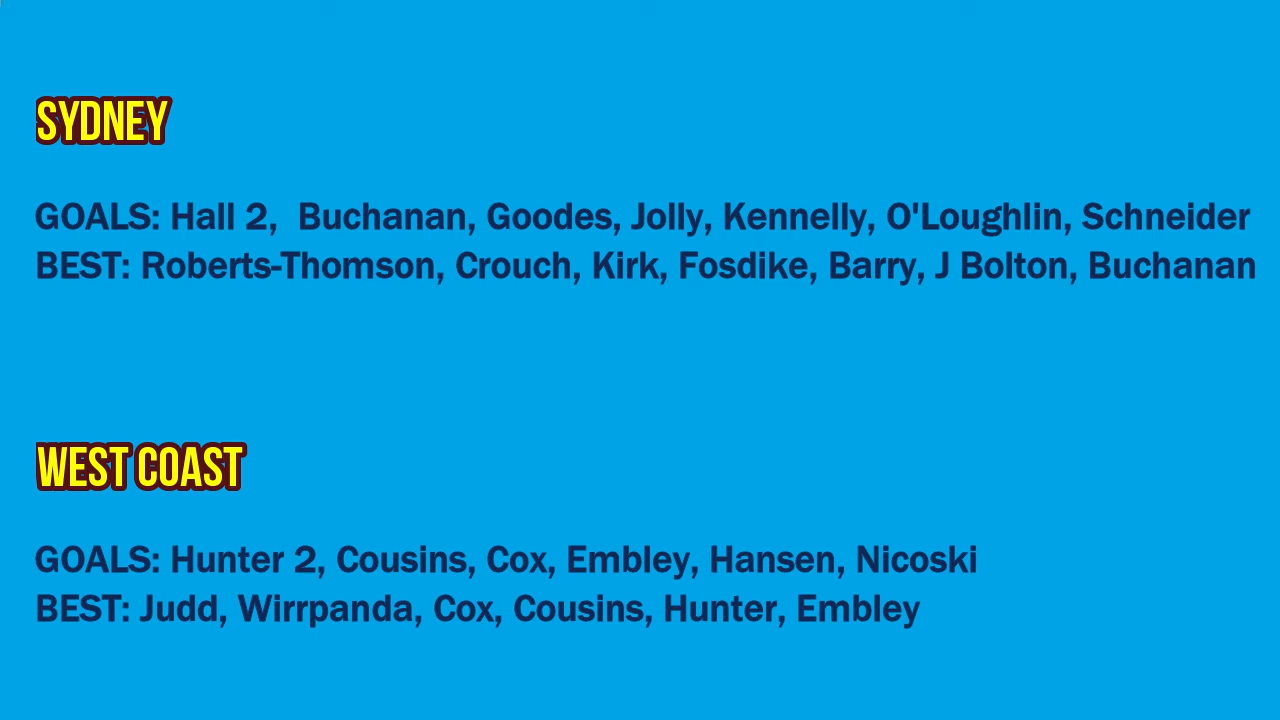 SYDNEY
GOALS: Hall 2,  Buchanan, Goodes, Jolly, Kennelly, O'Loughlin, Schneider
BEST: Roberts-Thomson, Crouch, Kirk, Fosdike, Barry, J Bolton, Buchanan
WEST COAST
GOALS: Hunter 2, Cousins, Cox, Embley, Hansen, Nicoski
BEST: Judd, Wirrpanda, Cox, Cousins, Hunter, Embley